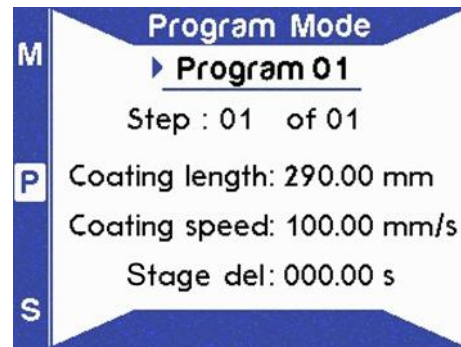 Program Mode
M
Program 01
Step : 01 of 01
P
Coating length: 290.00 mm
Coating speed: 100.00 mm/s
Stage del: 000.00 s
S